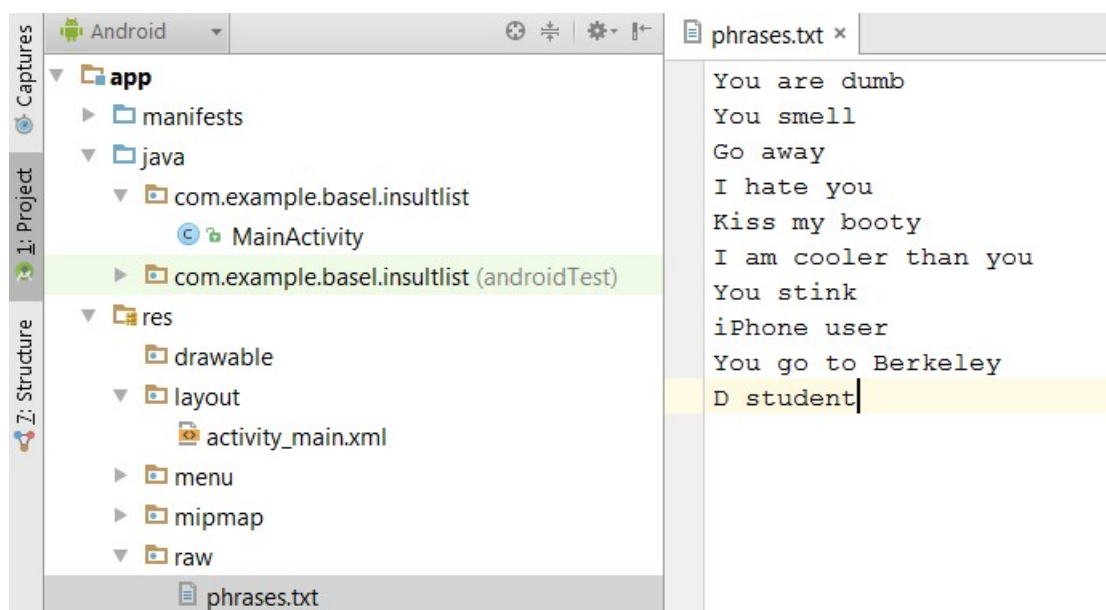 Captures
1: Project
7: Structure
Android
app
manifests
java
com.example.basel.insultlist
MainActivity
com.example.basel.insultlist (androidTest)
res
drawable
layout
activity_main.xml
menu
mipmap
raw
phrases.txt
phrases.txt
You are dumb
You smell
Go away
I hate you
Kiss my booty
I am cooler than you
You stink
iPhone user
You go to Berkeley
D student